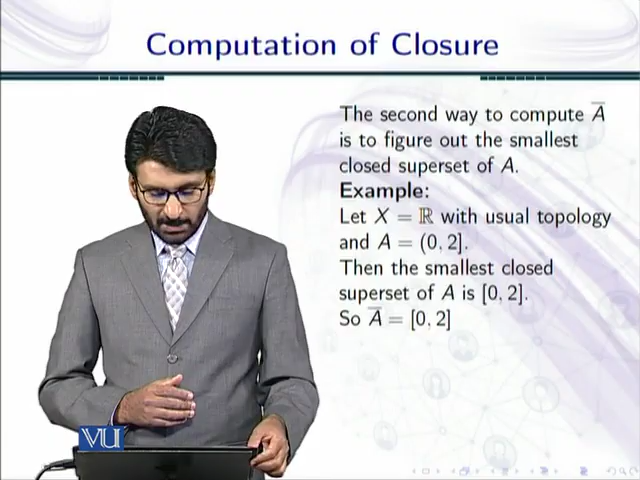 Computation of Closure
The second way to compute A̅
is to figure out the smallest
closed superset of A.
Example:
Let X = ℝ with usual topology
and A = (0, 2].
Then the smallest closed
superset of A is [0, 2].
So A̅ = [0, 2]
VU